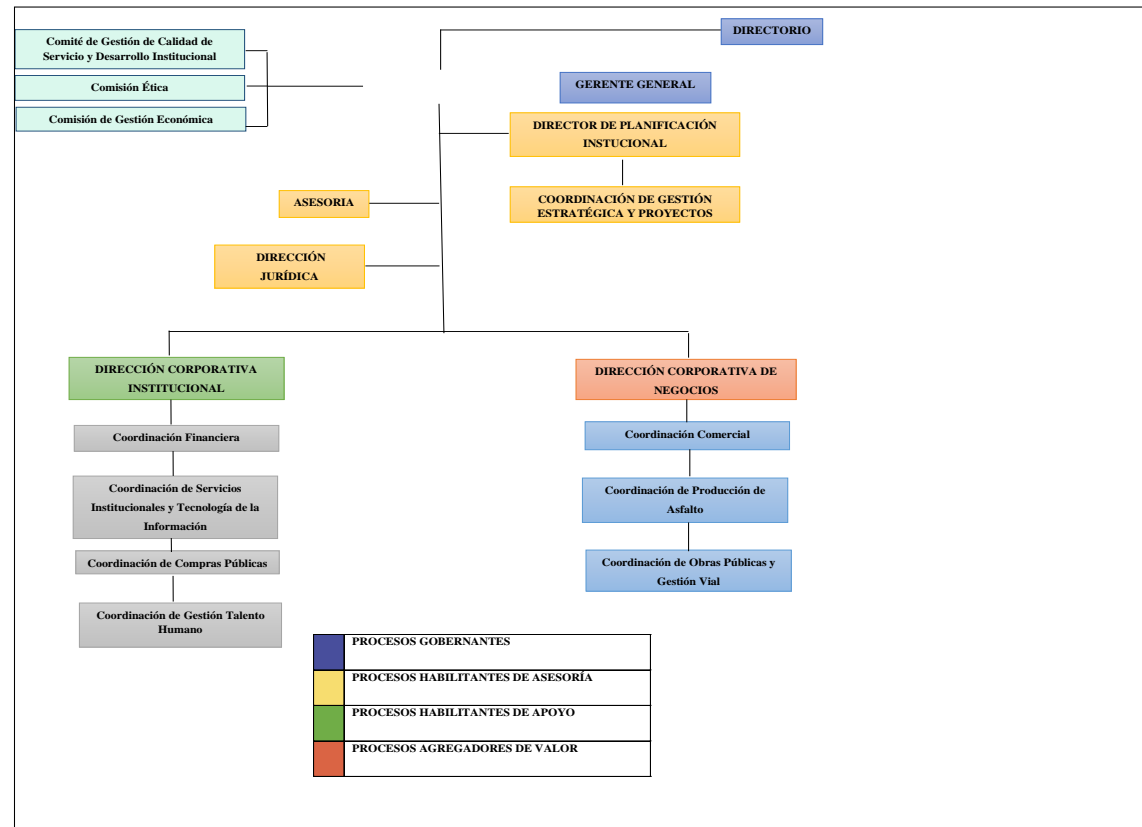 DIRECTORIO
Comité de Gestión de Calidad de
Servicio y Desarrollo Institucional
Comisión Ética
Comisión de Gestión Económica
GERENTE GENERAL
DIRECTOR DE PLANIFICACIÓN
INSTUCIONAL
ASESORIA
COORDINACIÓN DE GESTIÓN
ESTRATÉGICA Y PROYECTOS
DIRECCIÓN
JURÍDICA
DIRECCIÓN CORPORATIVA
INSTITUCIONAL
Coordinación Financiera
Coordinación de Servicios
Institucionales y Tecnología de la
Información
Coordinación de Compras Públicas
Coordinación de Gestión Talento
Humano
DIRECCIÓN CORPORATIVA DE
NEGOCIOS
Coordinación Comercial
Coordinación de Producción de
Asfalto
Coordinación de Obras Públicas y
Gestión Vial
PROCESOS GOBERNANTES
PROCESOS HABILITANTES DE ASESORÍA
PROCESOS HABILITANTES DE APOYO
PROCESOS AGREGADORES DE VALOR